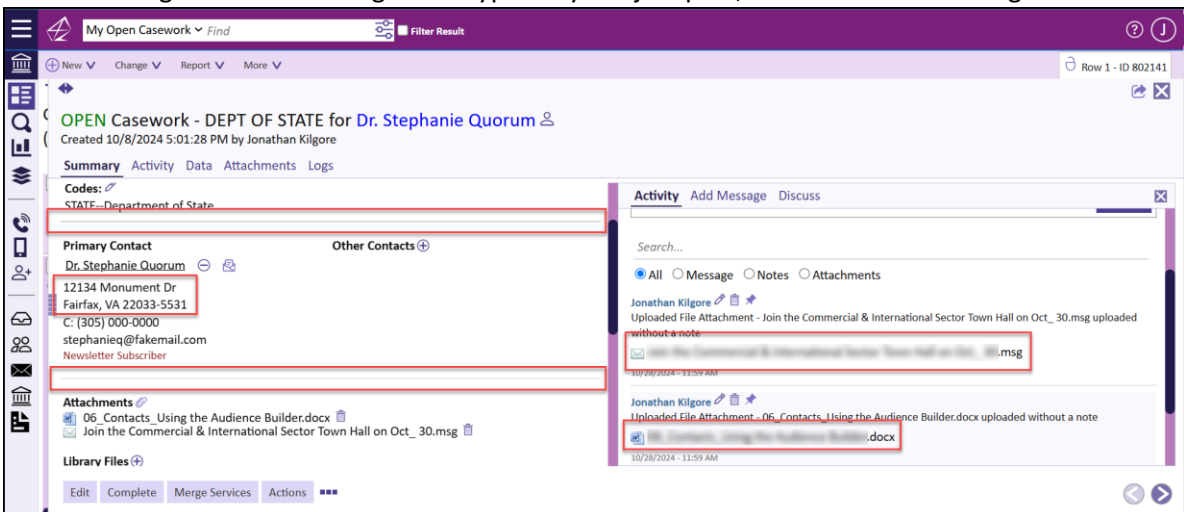 My Open Casework Find Filter Result ? J
New Change Report More Row 1 - ID 802141
OPEN Casework - DEPT OF STATE for Dr. Stephanie Quorum
Created 10/8/2024 5:01:28 PM by Jonathan Kilgore
Summary Activity Data Attachments Logs
Codes:
STATE--Department of State
Primary Contact Other Contacts
Dr. Stephanie Quorum
12134 Monument Dr
Fairfax, VA 22033-5531
C: (305) 000-0000
stephanieq@fakemail.com
Newsletter Subscriber
Attachments
06_Contacts_Using the Audience Builder.docx
Join the Commercial & International Sector Town Hall on Oct_ 30.msg
Library Files
Edit Complete Merge Services Actions
Activity Add Message Discuss
Search...
All Message Notes Attachments
Jonathan Kilgore
Uploaded File Attachment - Join the Commercial & International Sector Town Hall on Oct_ 30.msg uploaded
without a note
.msg
10/28/2024 - 11:59 AM
Jonathan Kilgore
Uploaded File Attachment - 06_Contacts_Using the Audience Builder.docx uploaded without a note
.docx
10/28/2024 - 11:59 AM